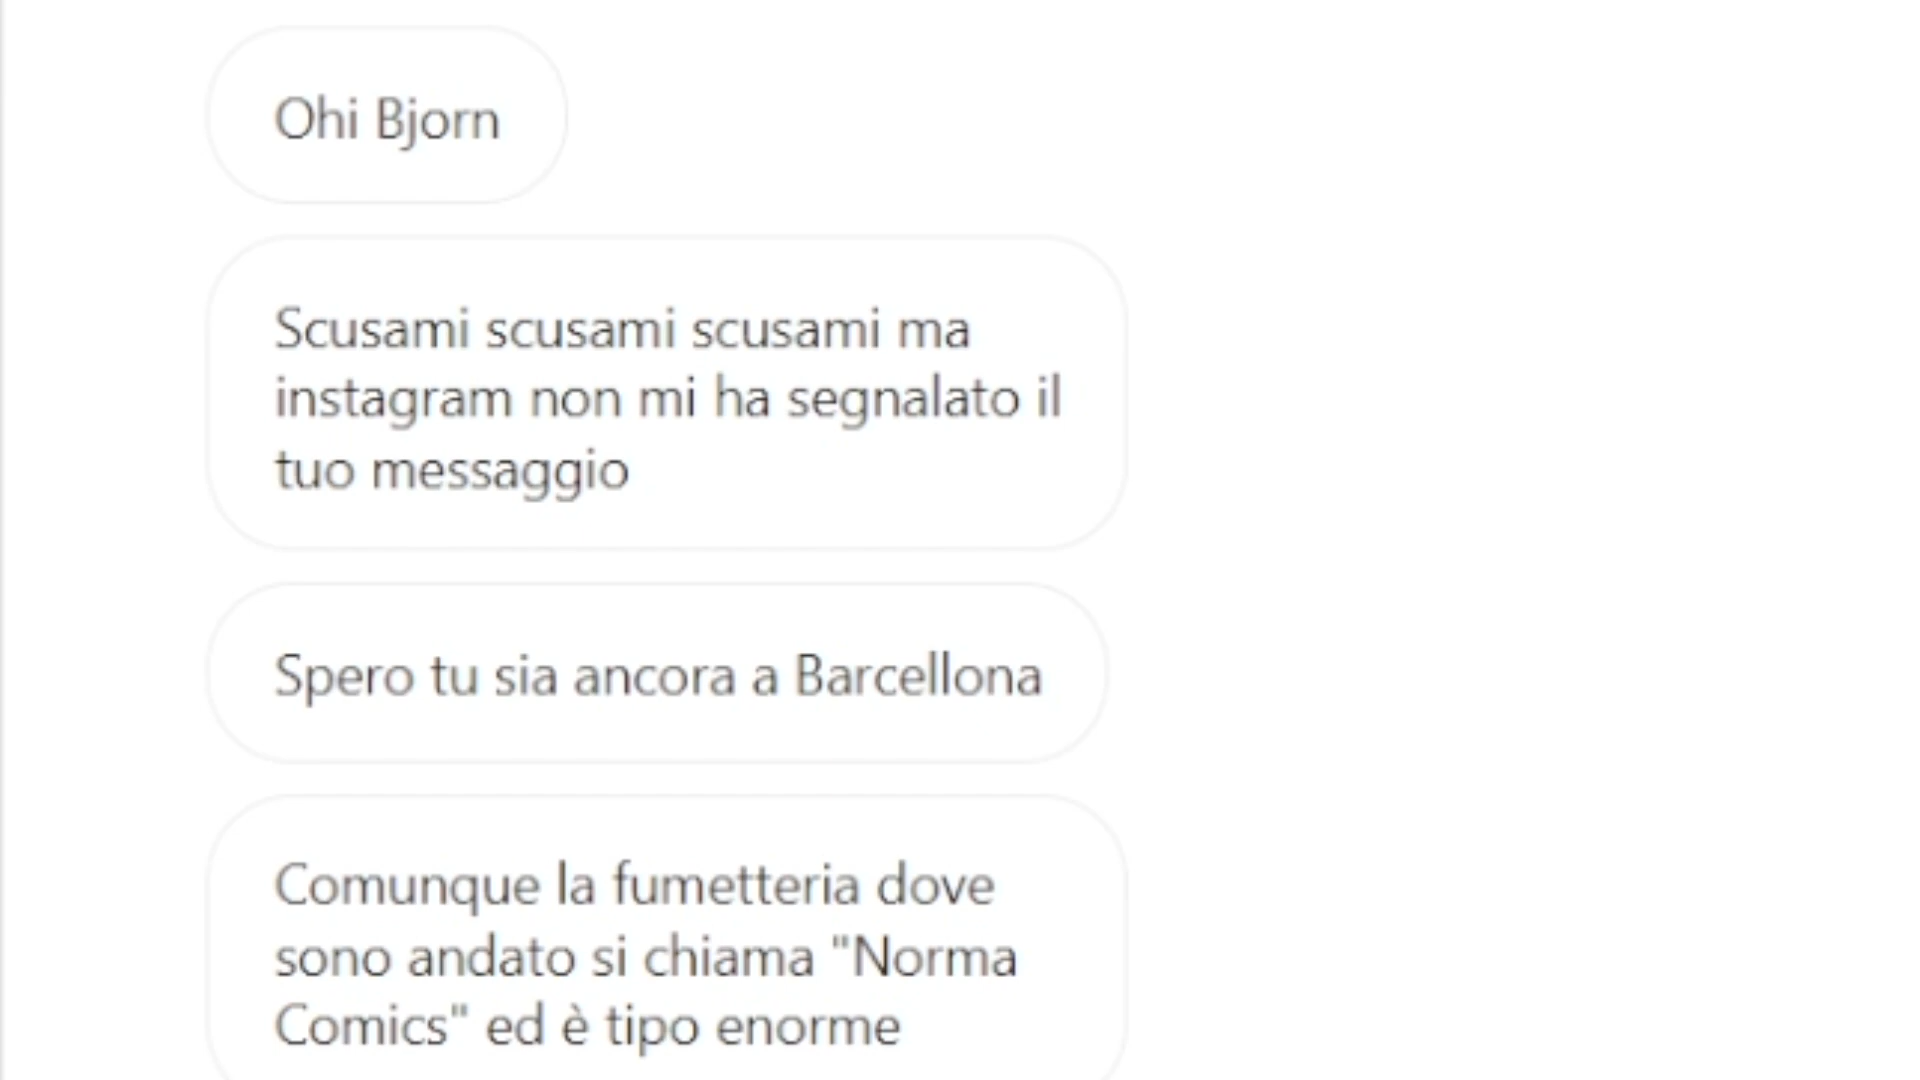 Ohi Bjorn
Scusami scusami scusami ma
instagram non mi ha segnalato il
tuo messaggio
Spero tu sia ancora a Barcellona
Comunque la fumetteria dove
sono andato si chiama "Norma
Comics" ed è tipo enorme